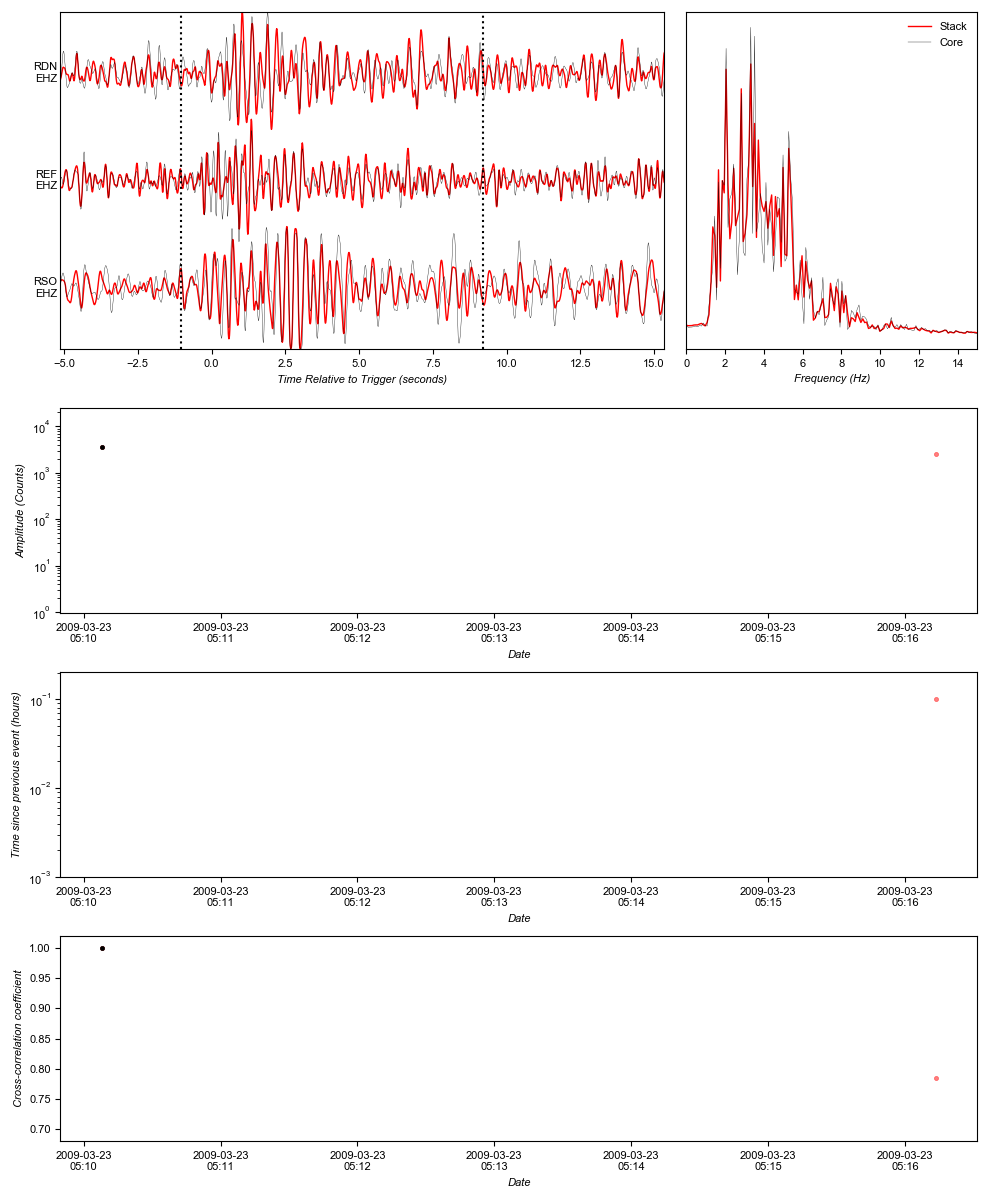 RDN
EHZ
REF
EHZ
RSO
EHZ
−5.0 −2.5 0.0 2.5 5.0 7.5 10.0 12.5 15.0
Time Relative to Trigger (seconds)
Stack
Core
0 2 4 6 8 10 12 14
Frequency (Hz)
10⁴
10³
10²
10¹
10⁰
Amplitude (Counts)
2009-03-23 2009-03-23 2009-03-23 2009-03-23 2009-03-23 2009-03-23 2009-03-23
05:10 05:11 05:12 05:13 05:14 05:15 05:16
Date
10⁻¹
10⁻²
10⁻³
Time since previous event (hours)
2009-03-23 2009-03-23 2009-03-23 2009-03-23 2009-03-23 2009-03-23 2009-03-23
05:10 05:11 05:12 05:13 05:14 05:15 05:16
Date
1.00
0.95
0.90
0.85
0.80
0.75
0.70
Cross-correlation coefficient
2009-03-23 2009-03-23 2009-03-23 2009-03-23 2009-03-23 2009-03-23 2009-03-23
05:10 05:11 05:12 05:13 05:14 05:15 05:16
Date